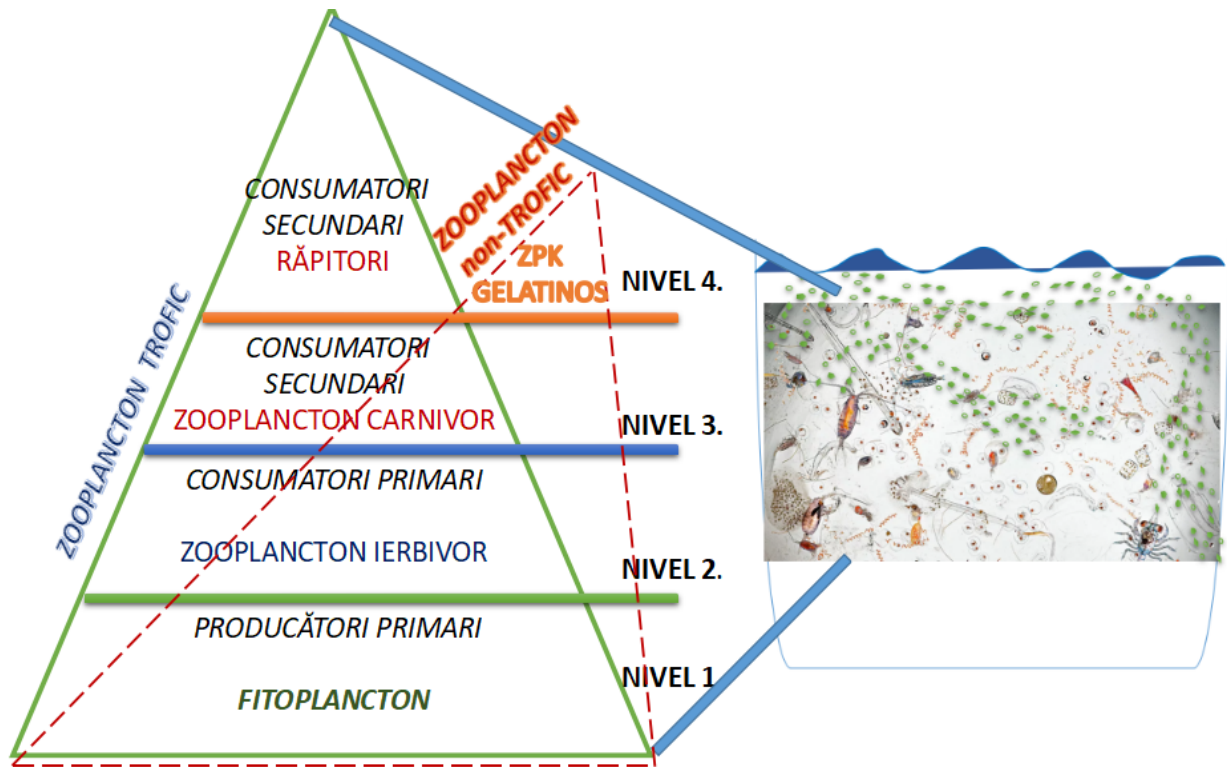 ZOOPLANCTON TROFIC
CONSUMATORI
SECUNDARI
RĂPITORI
ZOOPLANCTON
non-TROFIC
ZPK
GELATINOS
NIVEL 4.
CONSUMATORI
SECUNDARI
ZOOPLANCTON CARNIVOR
NIVEL 3.
CONSUMATORI PRIMARI
ZOOPLANCTON IERBIVOR
NIVEL 2.
PRODUCĂTORI PRIMARI
NIVEL 1
FITOPLANCTON